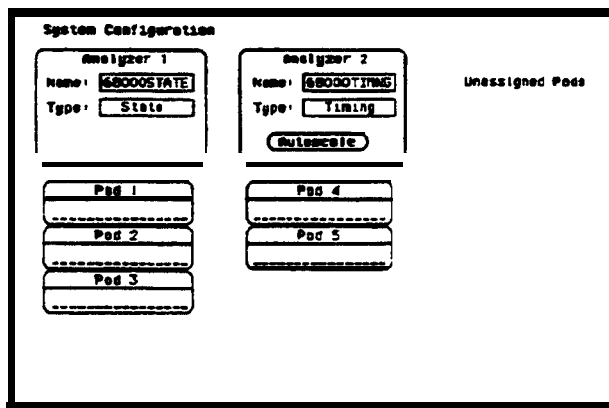 System Configuration
Analyzer 1
Name: 68000STATE
Type: State
Analyzer 2
Name: 68000TIMNG
Type: Timing
Autoscale
Unassigned Pods
Pod 1
Pod 2
Pod 3
Pod 4
Pod 5